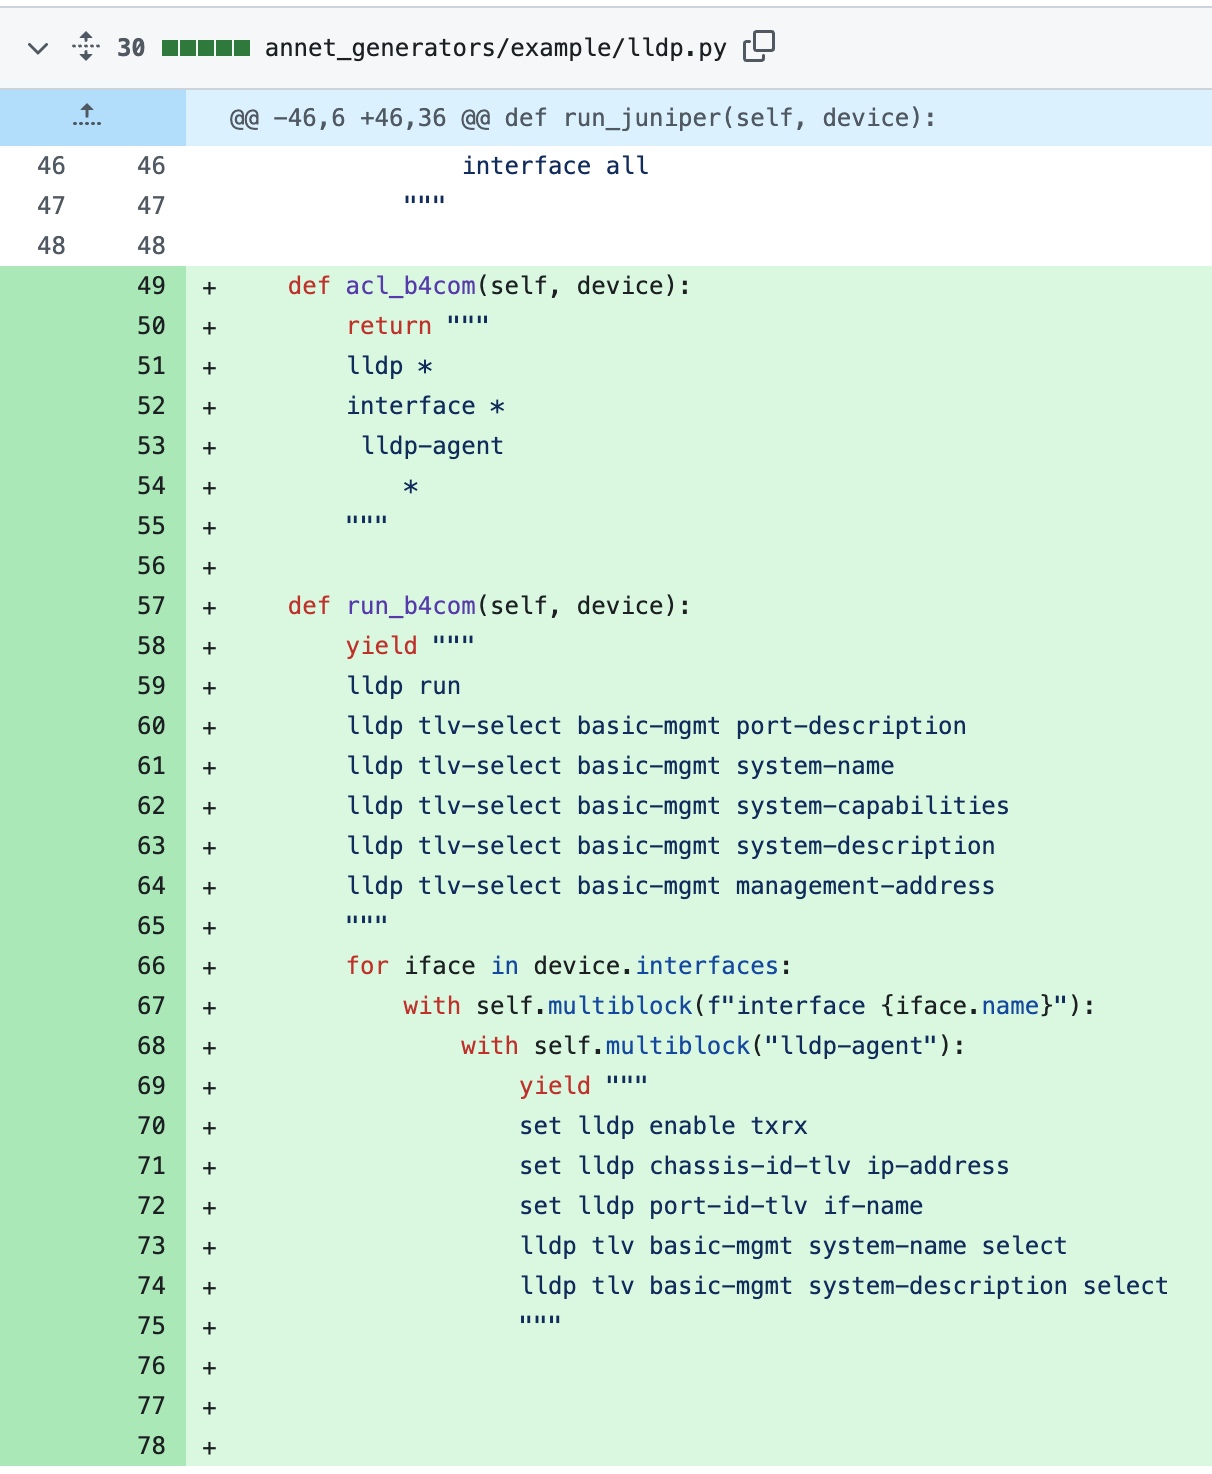 30 annet_generators/example/lldp.py
@@ -46,6 +46,36 @@ def run_juniper(self, device):
46 46 interface all
47 47 """
48 48
49 + def acl_b4com(self, device):
50 + return """
51 + lldp *
52 + interface *
53 + lldp-agent
54 + *
55 + """
56 +
57 + def run_b4com(self, device):
58 + yield """
59 + lldp run
60 + lldp tlv-select basic-mgmt port-description
61 + lldp tlv-select basic-mgmt system-name
62 + lldp tlv-select basic-mgmt system-capabilities
63 + lldp tlv-select basic-mgmt system-description
64 + lldp tlv-select basic-mgmt management-address
65 + """
66 + for iface in device.interfaces:
67 + with self.multiblock(f"interface {iface.name}"):
68 + with self.multiblock("lldp-agent"):
69 + yield """
70 + set lldp enable txrx
71 + set lldp chassis-id-tlv ip-address
72 + set lldp port-id-tlv if-name
73 + lldp tlv basic-mgmt system-name select
74 + lldp tlv basic-mgmt system-description select
75 + """
76 +
77 +
78 +